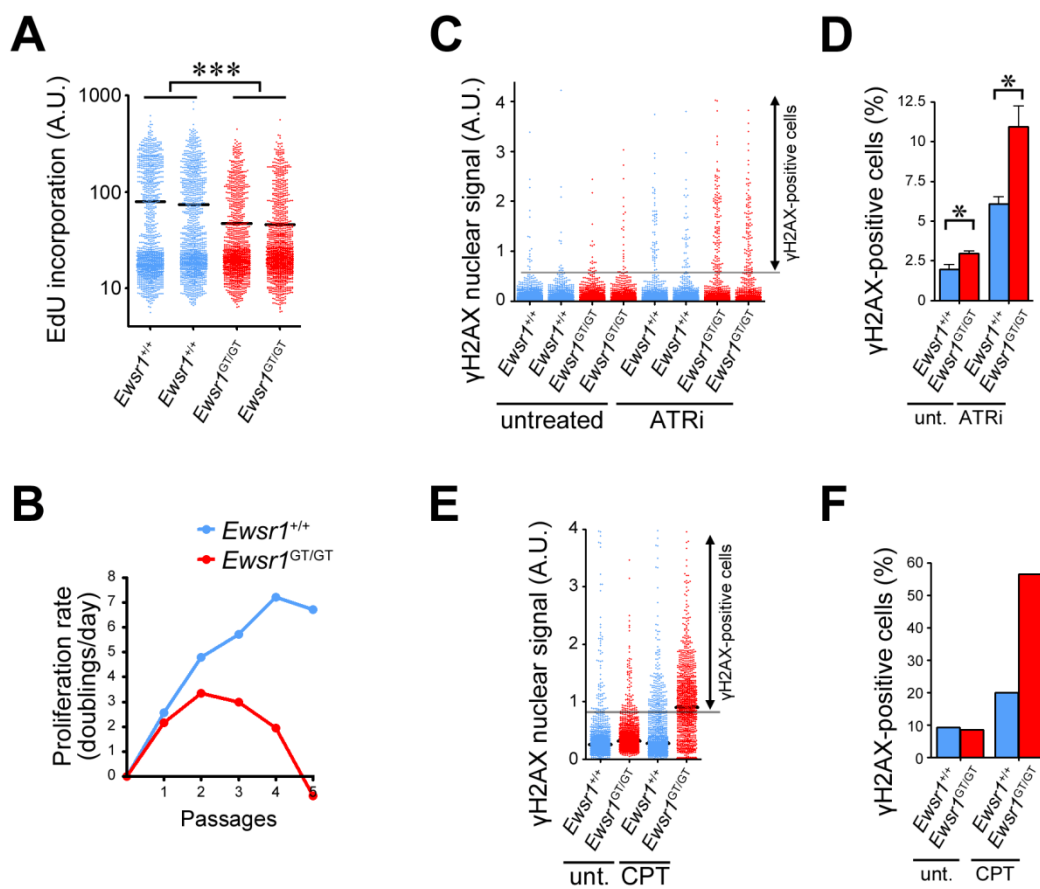 A
EdU incorporation (A.U.)
1000
100
10
***
Ewsr1+/+
Ewsr1+/+
Ewsr1GT/GT
Ewsr1GT/GT
C
γH2AX nuclear signal
4
3
2
1
0
γH2AX-positive cells
Ewsr1+/+
Ewsr1+/+
Ewsr1GT/GT
Ewsr1GT/GT
Ewsr1+/+
Ewsr1+/+
Ewsr1GT/GT
Ewsr1GT/GT
untreated
ATRi
D
γH2AX-positive cells (%)
12.5
10
7.5
5
2.5
0
*
*
Ewsr1+/+
Ewsr1GT/GT
Ewsr1+/+
Ewsr1GT/GT
unt.
ATRi
B
Ewsr1+/+
Ewsr1GT/GT
Proliferation rate
(doublings/day)
8
7
6
5
4
3
2
1
0
1
2
3
4
5
Passages
E
γH2AX nuclear signal (A.U.)
4
3
2
1
0
γH2AX-positive cells
Ewsr1+/+
Ewsr1GT/GT
Ewsr1+/+
Ewsr1GT/GT
unt.
CPT
F
γH2AX-positive cells (%)
60
50
40
30
20
10
0
Ewsr1+/+
Ewsr1GT/GT
Ewsr1+/+
Ewsr1GT/GT
unt.
CPT